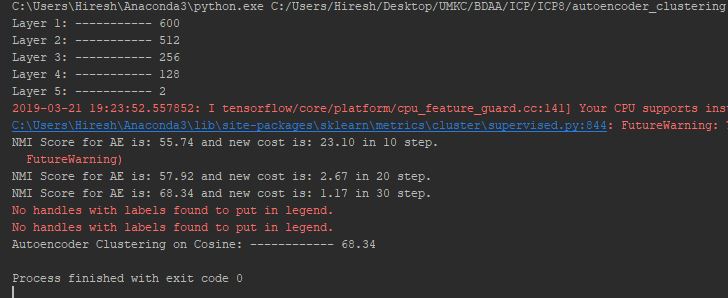 C:\Users\Hiresh\Anaconda3\python.exe C:/Users/Hiresh/Desktop/UMKC/BDAA/ICP/ICP8/autoencoder_clustering
Layer 1: ----------- 600
Layer 2: ----------- 512
Layer 3: ----------- 256
Layer 4: ----------- 128
Layer 5: ----------- 2
2019-03-21 19:23:52.557852: I tensorflow/core/platform/cpu_feature_guard.cc:141] Your CPU supports ins
C:\Users\Hiresh\Anaconda3\lib\site-packages\sklearn\metrics\cluster\supervised.py:844: FutureWarning:
NMI Score for AE is: 55.74 and new cost is: 23.10 in 10 step.
FutureWarning)
NMI Score for AE is: 57.92 and new cost is: 2.67 in 20 step.
NMI Score for AE is: 68.34 and new cost is: 1.17 in 30 step.
No handles with labels found to put in legend.
No handles with labels found to put in legend.
Autoencoder Clustering on Cosine: ------------ 68.34
Process finished with exit code 0